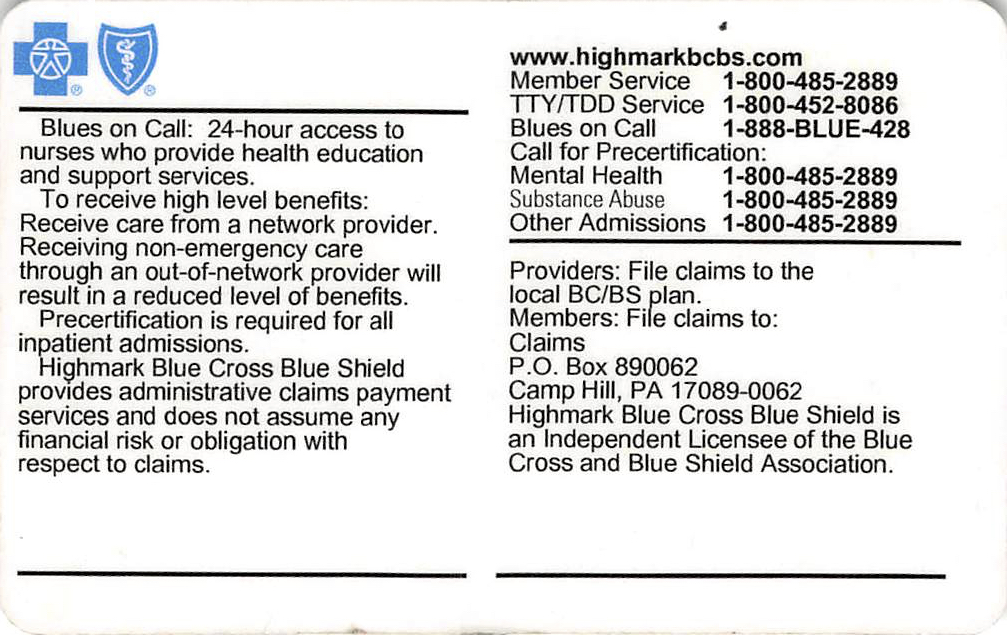 Blues on Call: 24-hour access to
nurses who provide health education
and support services.
To receive high level benefits:
Receive care from a network provider.
Receiving non-emergency care
through an out-of-network provider will
result in a reduced level of benefits.
Precertification is required for all
inpatient admissions.
Highmark Blue Cross Blue Shield
provides administrative claims payment
services and does not assume any
financial risk or obligation with
respect to claims.
www.highmarkbcbs.com
Member Service 1-800-485-2889
TTY/TDD Service 1-800-452-8086
Blues on Call 1-888-BLUE-428
Call for Precertification:
Mental Health 1-800-485-2889
Substance Abuse 1-800-485-2889
Other Admissions 1-800-485-2889
Providers: File claims to the
local BC/BS plan.
Members: File claims to:
Claims
P.O. Box 890062
Camp Hill, PA 17089-0062
Highmark Blue Cross Blue Shield is
an Independent Licensee of the Blue
Cross and Blue Shield Association.